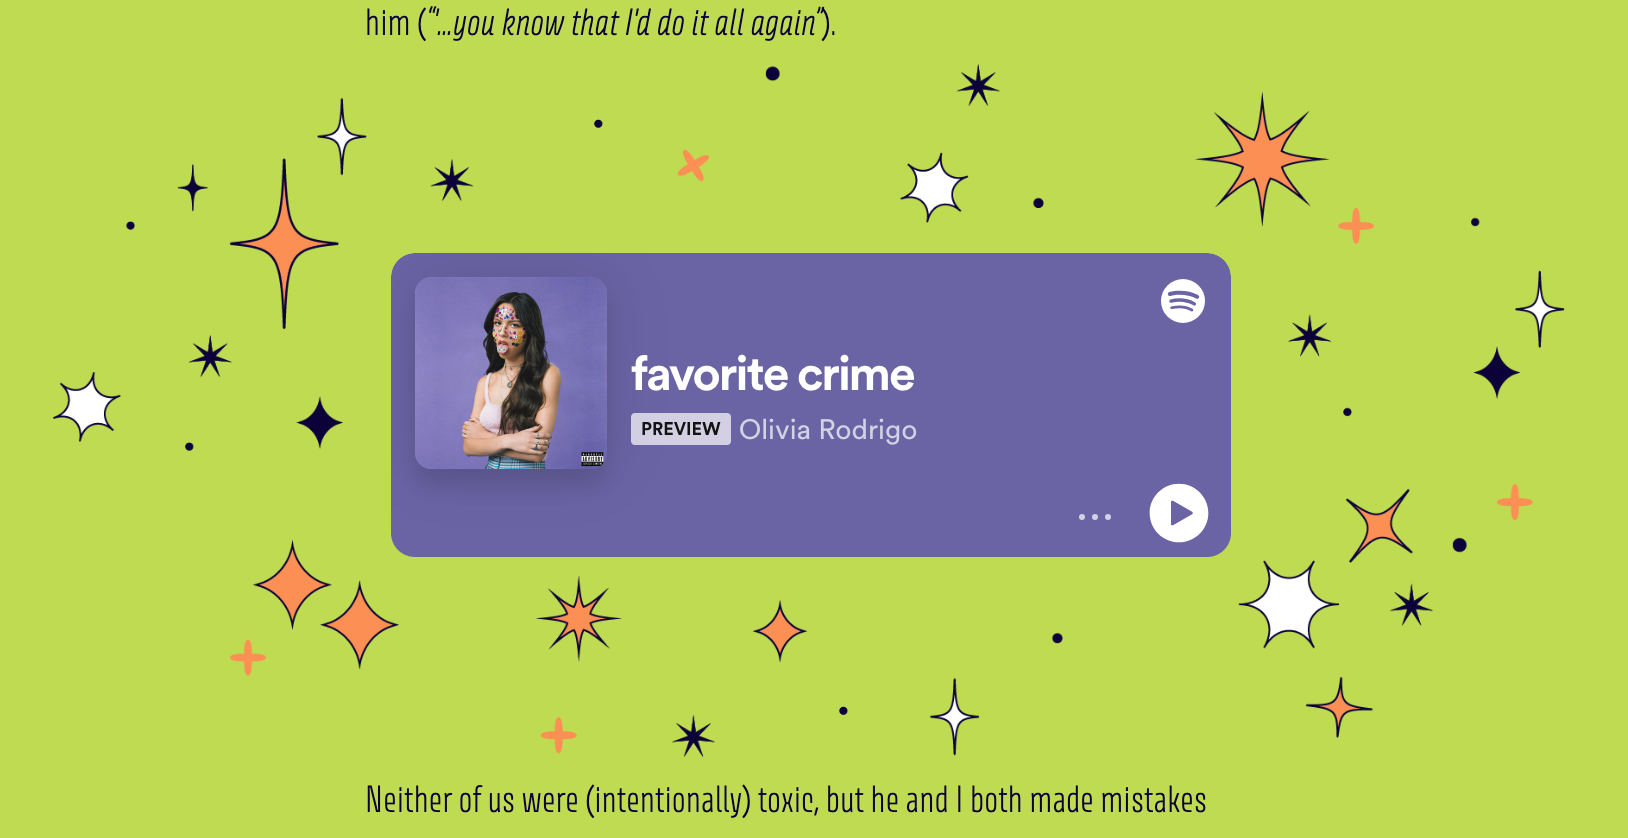 him (“...you know that I'd do it all again”).
favorite crime
PREVIEW Olivia Rodrigo
Neither of us were (intentionally) toxic, but he and I both made mistakes